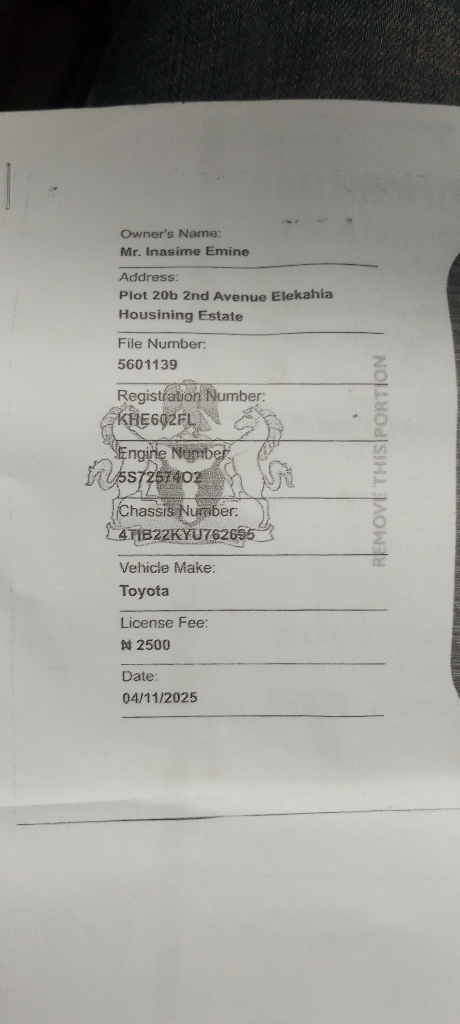 Owner's Name:
Mr. Inasime Emine
Address:
Plot 20b 2nd Avenue Elekahia
Housining Estate
File Number:
5601139
Registration Number:
KHE602FL
Engine Number:
5S7257402
Chassis Number:
Vehicle Make:
Toyota
License Fee:
₦ 2500
Date:
04/11/2025
REMOVE THIS PORTION